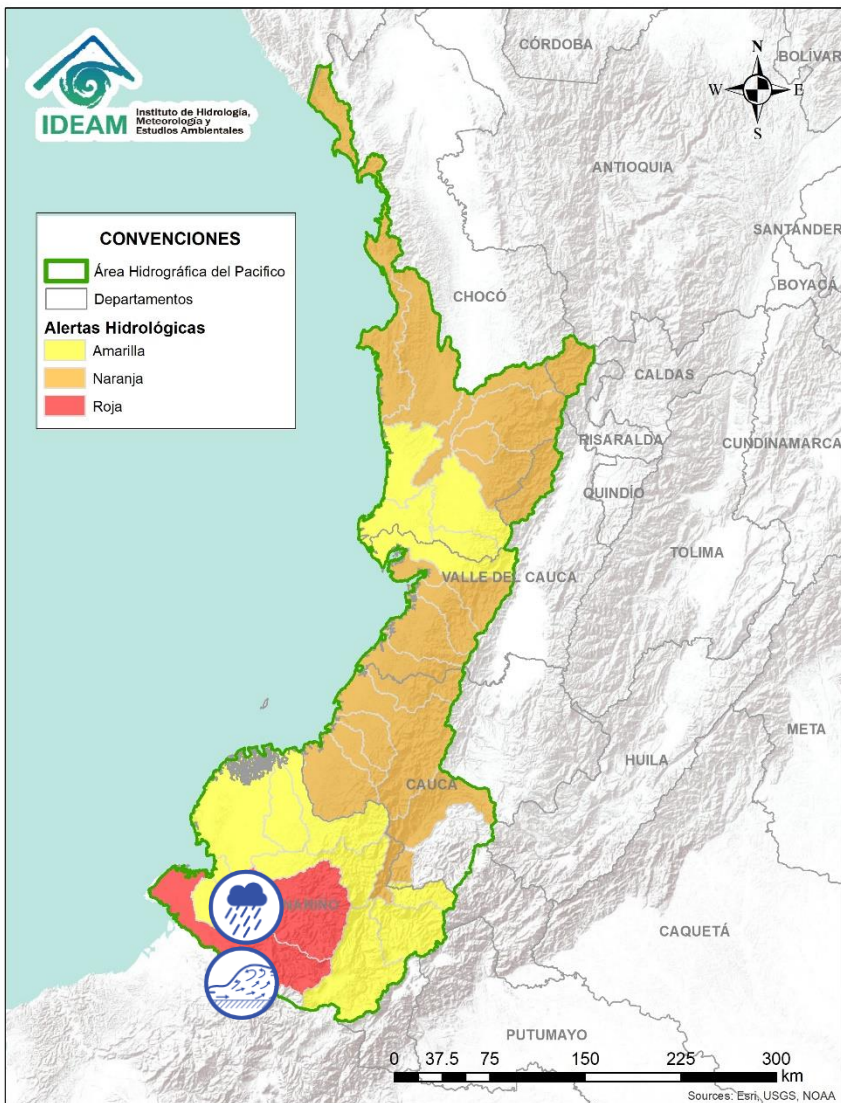 IDEAM
Instituto de Hidrología,
Meteorología y
Estudios Ambientales
N
W
E
S
CÓRDOBA
BOLÍVAR
ANTIOQUIA
SANTANDER
BOYACÁ
CHOCÓ
CALDAS
RISARALDA
CUNDINAMARCA
QUINDÍO
TOLIMA
VALLE DEL CAUCA
META
HUILA
CAUCA
NARIÑO
CAQUETÁ
PUTUMAYO
CONVENCIONES
Área Hidrográfica del Pacifico
Departamentos
Alertas Hidrológicas
Amarilla
Naranja
Roja
0 37.5 75 150 225 300
km
Sources: Esri, USGS, NOAA